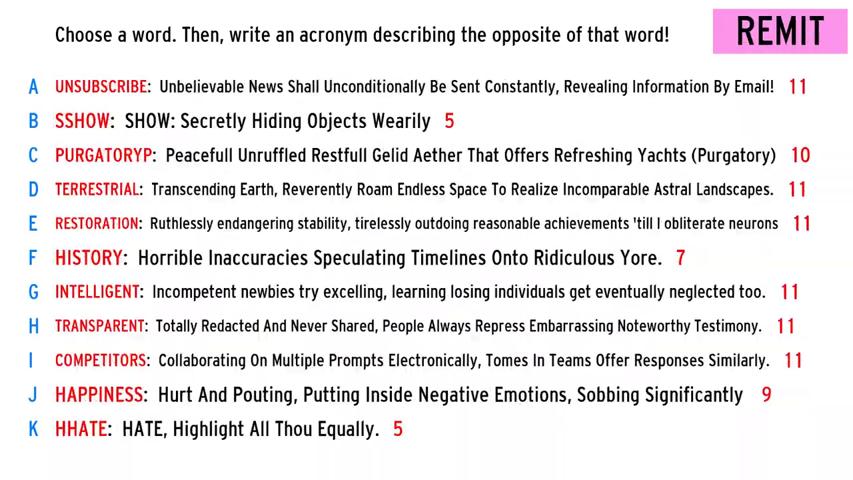 Choose a word. Then, write an acronym describing the opposite of that word!
REMIT
A UNSUBSCRIBE: Unbelievable News Shall Unconditionally Be Sent Constantly, Revealing Information By Email! 11
B SSHOW: SHOW: Secretly Hiding Objects Wearily 5
C PURGATORYP: Peacefull Unruffled Restfull Gelid Aether That Offers Refreshing Yachts (Purgatory) 10
D TERRESTRIAL: Transcending Earth, Reverently Roam Endless Space To Realize Incomparable Astral Landscapes. 11
E RESTORATION: Ruthlessly endangering stability, tirelessly outdoing reasonable achievements 'till I obliterate neurons 11
F HISTORY: Horrible Inaccuracies Speculating Timelines Onto Ridiculous Yore. 7
G INTELLIGENT: Incompetent newbies try excelling, learning losing individuals get eventually neglected too. 11
H TRANSPARENT: Totally Redacted And Never Shared, People Always Repress Embarrassing Noteworthy Testimony. 11
I COMPETITORS: Collaborating On Multiple Prompts Electronically, Tomes In Teams Offer Responses Similarly. 11
J HAPPINESS: Hurt And Pouting, Putting Inside Negative Emotions, Sobbing Significantly 9
K HHATE: HATE, Highlight All Thou Equally. 5